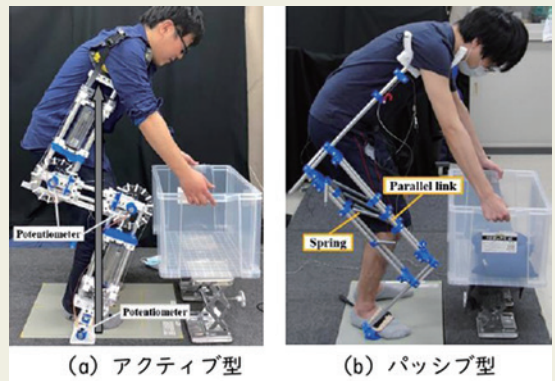 Potentiometer
Potentiometer
Parallel link
Spring
(a) アクティブ型
(b) パッシブ型